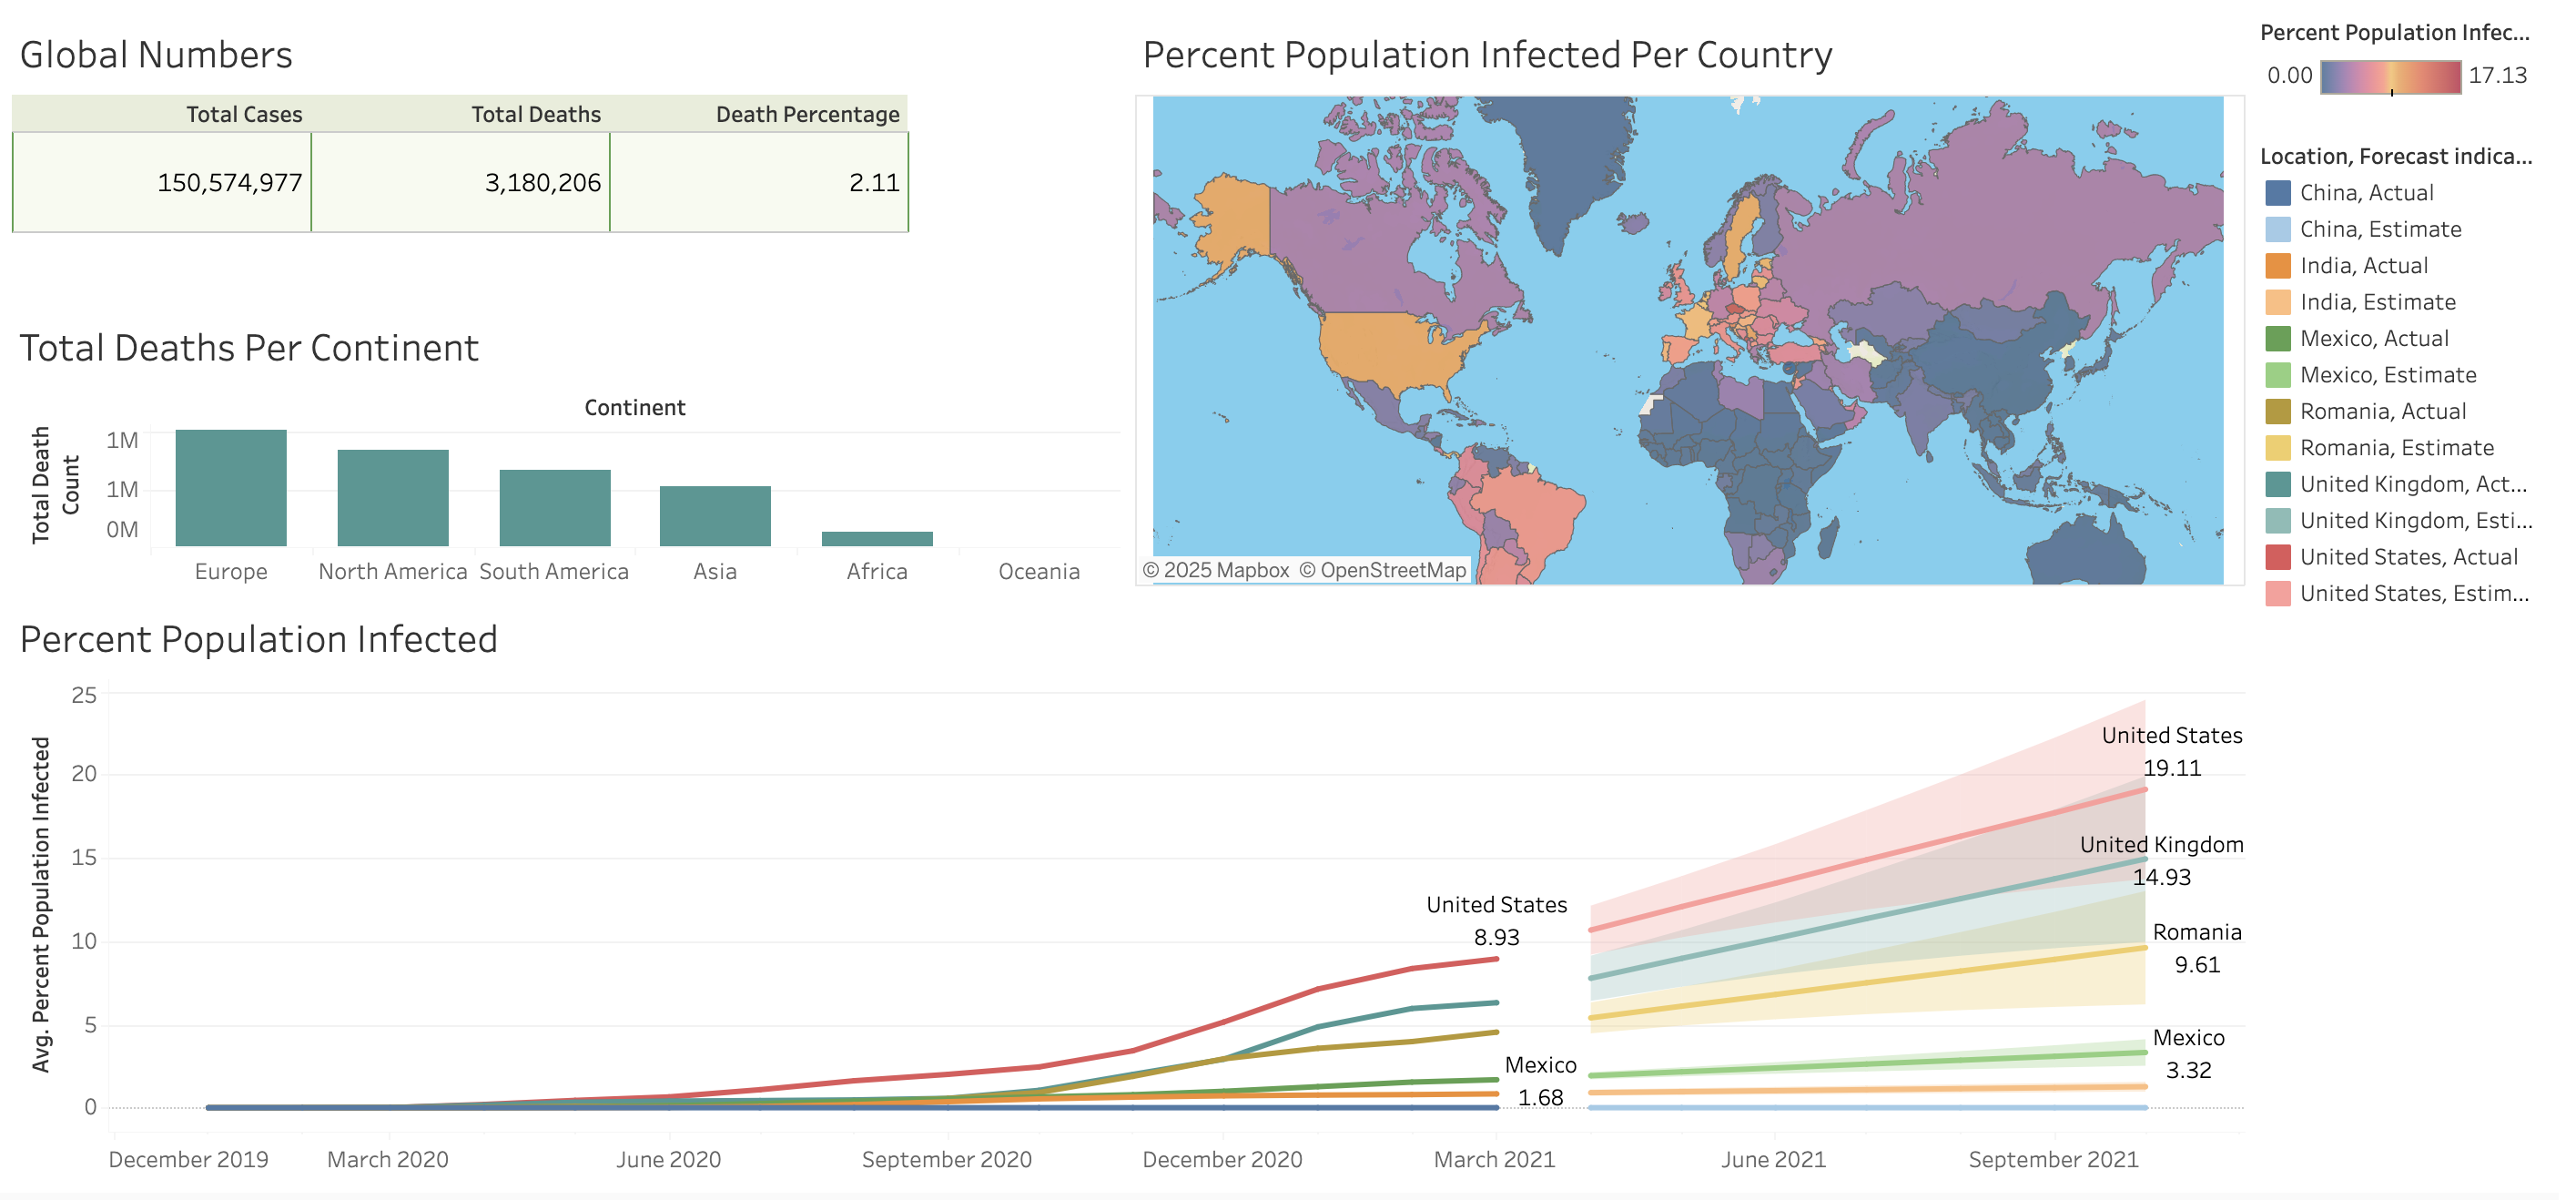 Global Numbers
Total Cases Total Deaths Death Percentage
150,574,977 3,180,206 2.11
Total Deaths Per Continent
Continent
Total Death
Count
1M
1M
0M
Europe North America South America Asia Africa Oceania
Percent Population Infected Per Country
© 2025 Mapbox © OpenStreetMap
Percent Population Infec...
0.00 17.13
Location, Forecast indica...
China, Actual
China, Estimate
India, Actual
India, Estimate
Mexico, Actual
Mexico, Estimate
Romania, Actual
Romania, Estimate
United Kingdom, Act...
United Kingdom, Esti...
United States, Actual
United States, Estim...
Percent Population Infected
Avg. Percent Population Infected
25
20
15
10
5
0
United States
8.93
Mexico
1.68
United States
19.11
United Kingdom
14.93
Romania
9.61
Mexico
3.32
December 2019 March 2020 June 2020 September 2020 December 2020 March 2021 June 2021 September 2021